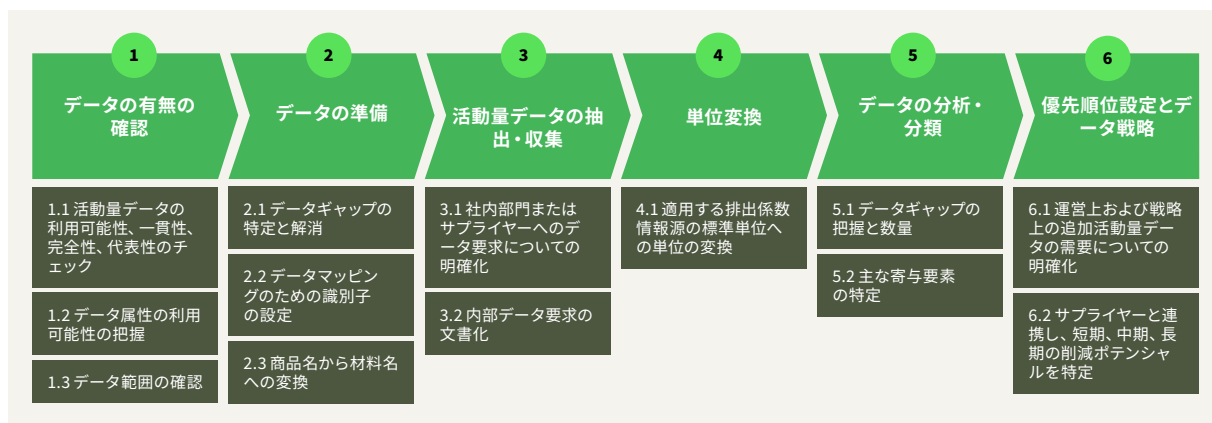 1
データの有無の
確認
1.1 活動量データの
利用可能性、一貫性、
完全性、代表性のチ
ェック
1.2 データ属性の利用
可能性の把握
1.3 データ範囲の確認
2
データの準備
2.1 データギャップの
特定と解消
2.2 データマッピン
グのための識別子
の設定
2.3 商品名から材料名
への変換
3
活動量データの抽
出・収集
3.1 社内部門または
サプライヤーへのデ
ータ要求についての
明確化
3.2 内部データ要求の
文書化
4
単位変換
4.1 適用する排出係数
情報源の標準単位へ
の単位の変換
5
データの分析・
分類
5.1 データギャップの
把握と数量
5.2 主な寄与要素
の特定
6
優先順位設定とデ
ータ戦略
6.1 運営上および戦略
上の追加活動量デー
タの需要についての
明確化
6.2 サプライヤーと連
携し、短期、中期、長
期の削減ポテンシャ
ルを特定